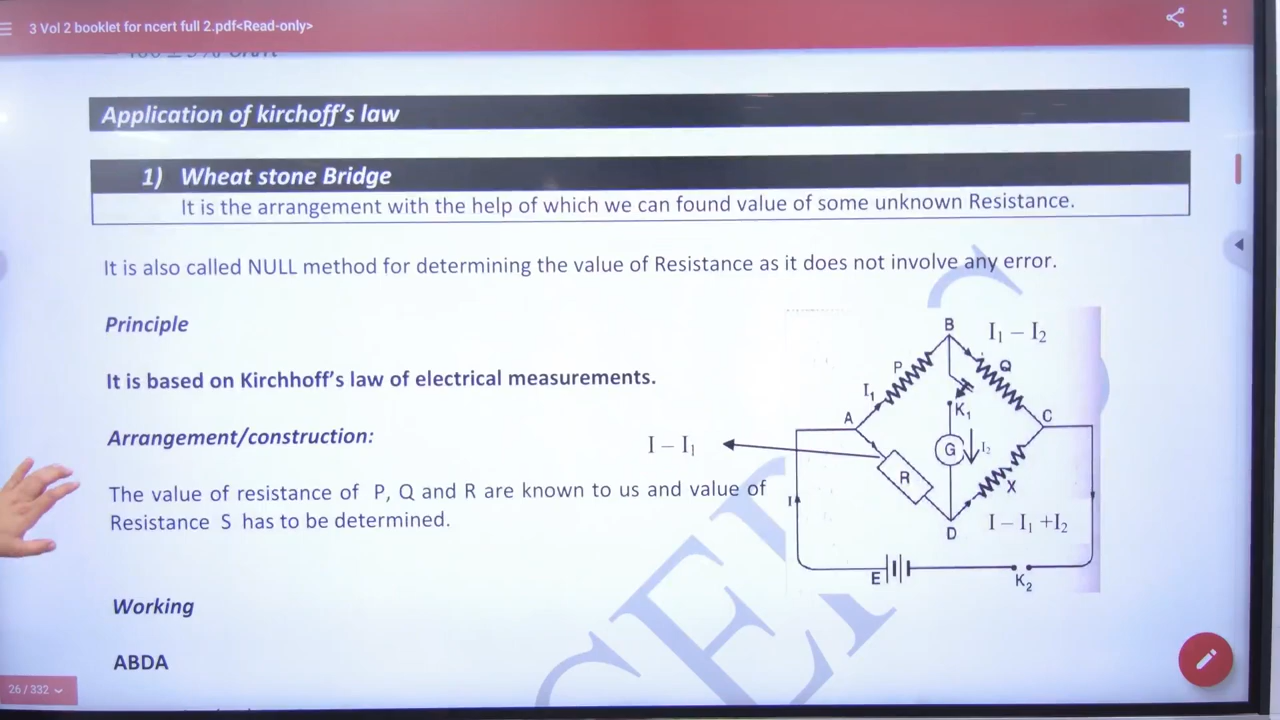 3 Vol 2 booklet for ncert full 2.pdf<Read-only>
Application of kirchoff's law
1) Wheat stone Bridge
It is the arrangement with the help of which we can found value of some unknown Resistance.
It is also called NULL method for determining the value of Resistance as it does not involve any error.
Principle
It is based on Kirchhoff's law of electrical measurements.
Arrangement/construction:
The value of resistance of P, Q and R are known to us and value of
Resistance S has to be determined.
B
I₁ – I₂
P
Q
I₁
K₁
A
C
I – I₁
G
I₂
R
X
I
D
I – I₁ +I₂
E
K₂
Working
ABDA
26 / 332